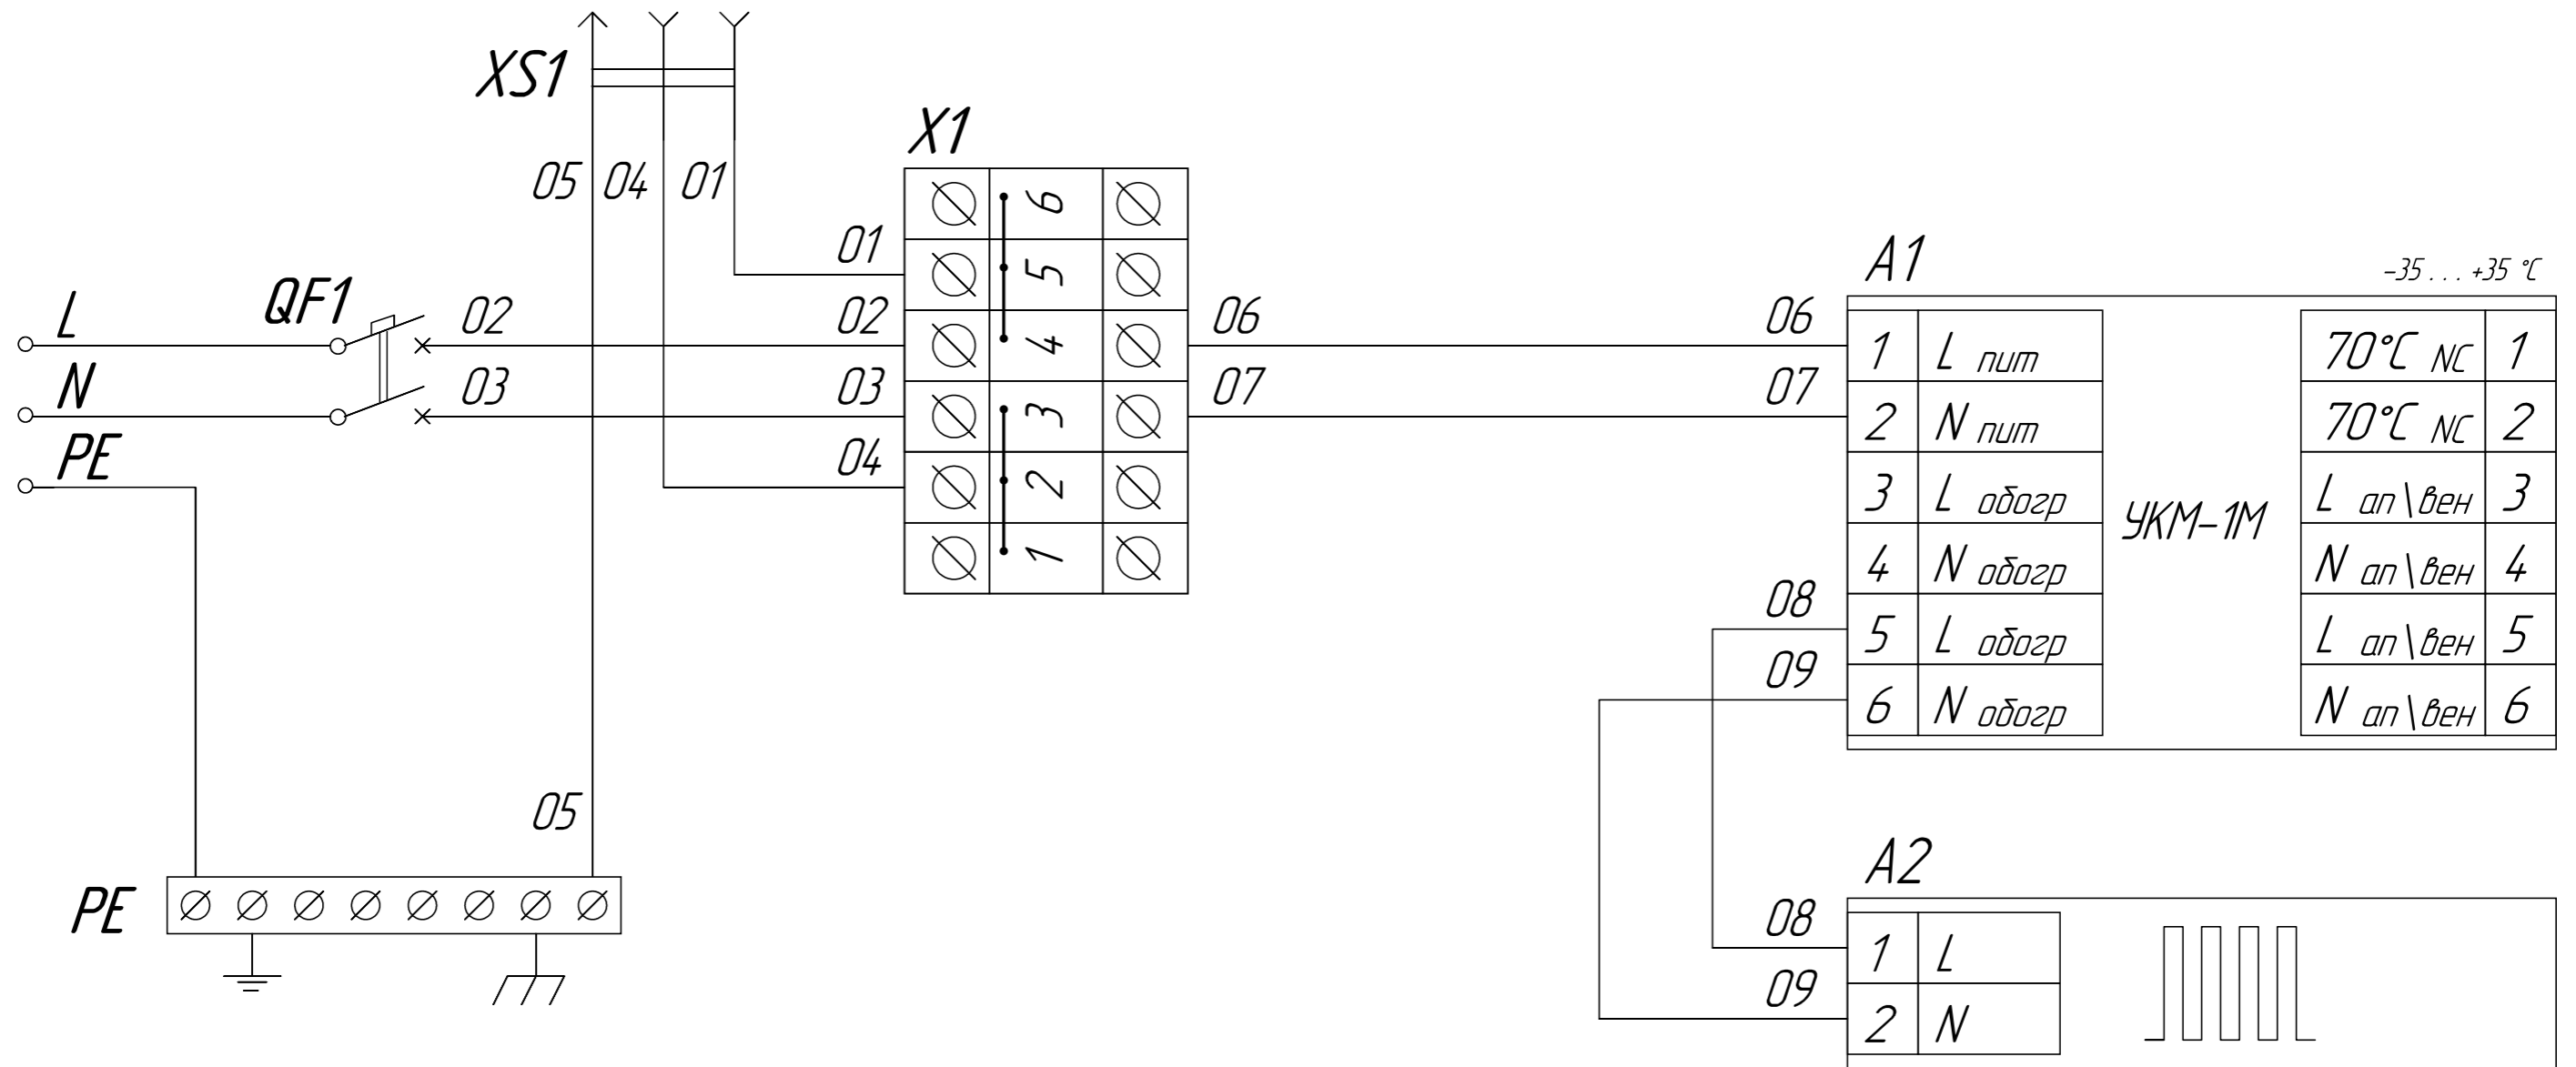 XS1
05 04 01
X1
6
5
4
3
2
1
01
02
03
04
L
N
PE
QF1
02
03
06
07
05
PE
A1
-35 . . . +35 °C
06
07
08
09
1 L пит
2 N пит
3 L обогр
4 N обогр
5 L обогр
6 N обогр
УКМ-1М
70°C NC 1
70°C NC 2
L ап\вен 3
N ап\вен 4
L ап\вен 5
N ап\вен 6
A2
08
09
1 L
2 N